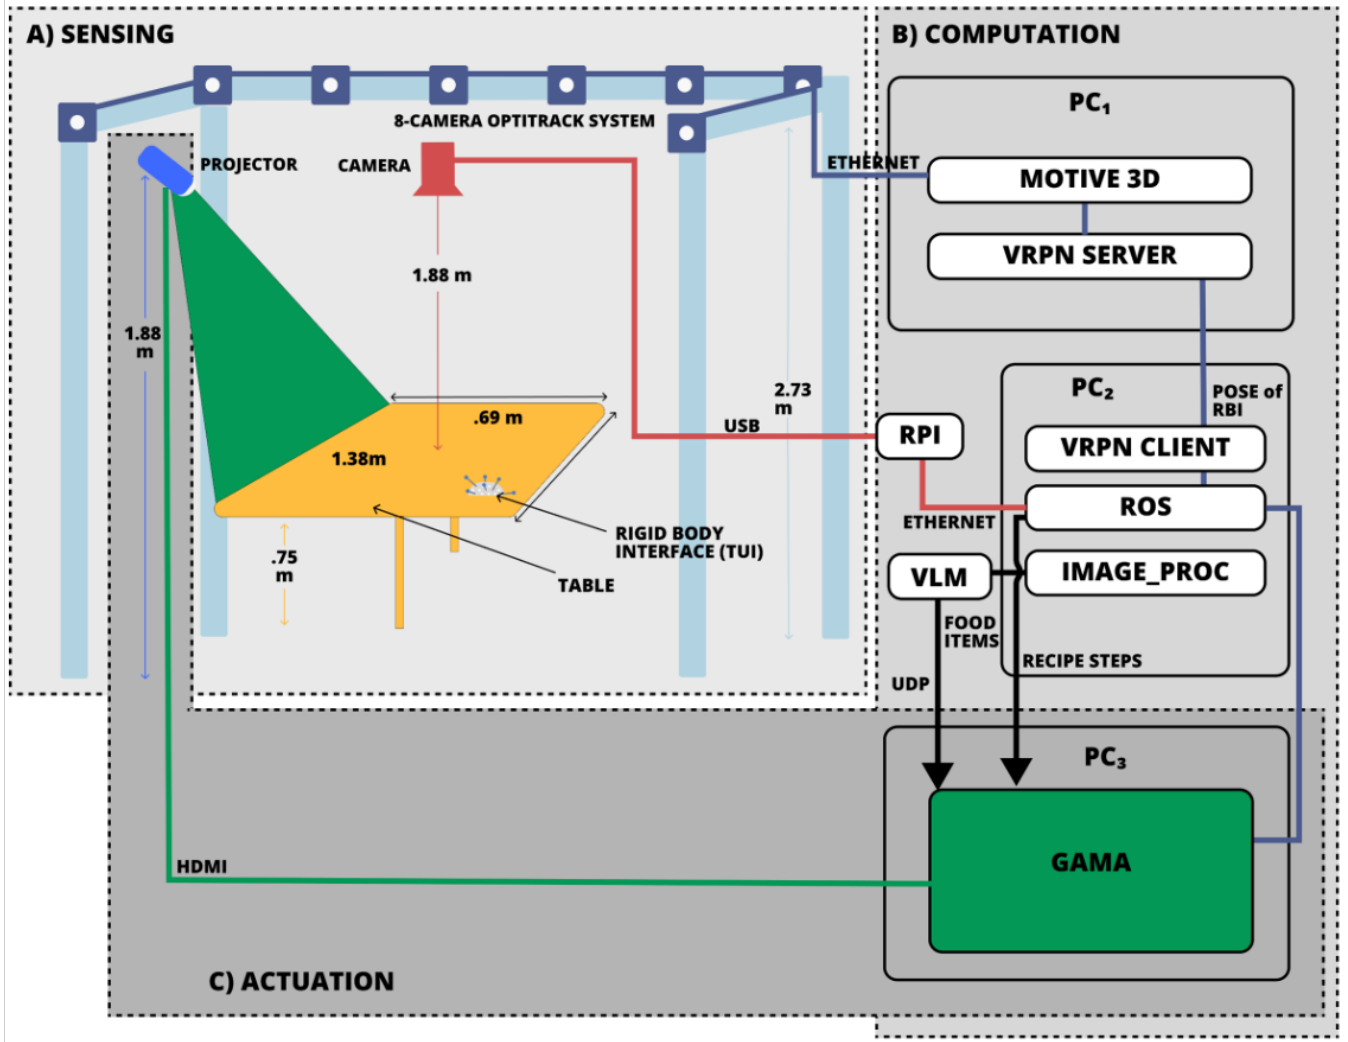 A) SENSING
B) COMPUTATION
PC₁
8-CAMERA OPTITRACK SYSTEM
PROJECTOR
CAMERA
ETHERNET
MOTIVE 3D
VRPN SERVER
1.88 m
1.88
m
2.73
m
PC₂
POSE of
RBI
.69 m
USB
RPI
VRPN CLIENT
1.38m
ROS
ETHERNET
RIGID BODY
INTERFACE (TUI)
.75
m
TABLE
VLM
IMAGE_PROC
FOOD
ITEMS
RECIPE STEPS
UDP
PC₃
GAMA
HDMI
C) ACTUATION